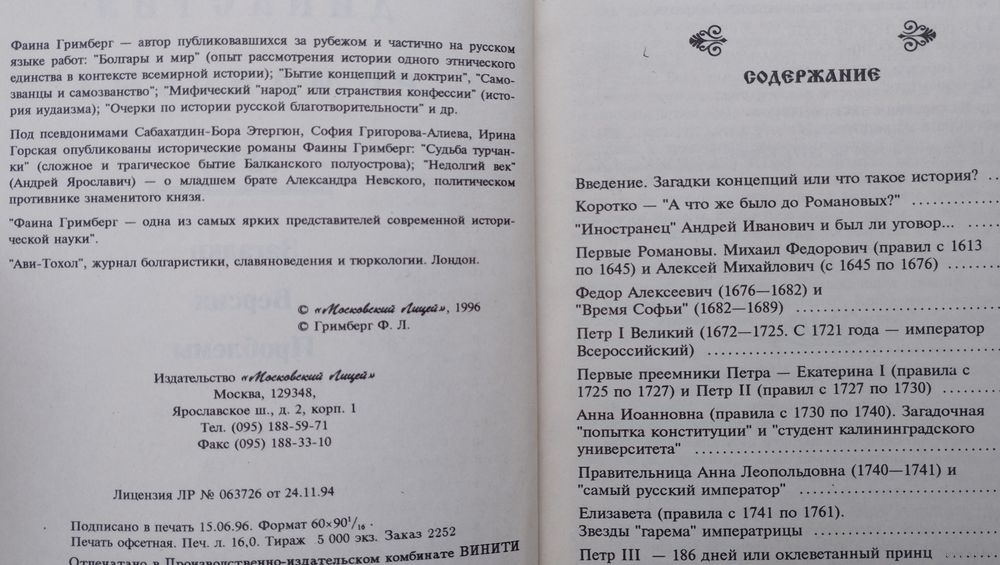 Фаина Гримберг — автор публиковавшихся за рубежом и частично на русском
языке работ: "Болгары и мир" (опыт рассмотрения истории одного этнического
единства в контексте всемирной истории); "Бытие концепций и доктрин", "Само-
званцы и самозванство"; "Мифический "народ" или странствия конфессии" (исто-
рия иудаизма); "Очерки по истории русской благотворительности" и др.
Под псевдонимами Сабахатдин-Бора Этергюн, София Григорова-Алиева, Ирина
Горская опубликованы исторические романы Фаины Гримберг: "Судьба турчан-
ки" (сложное и трагическое бытие Балканского полуострова); "Недолгий век"
(Андрей Ярославич) — о младшем брате Александра Невского, политическом
противнике знаменитого князя.
"Фаина Гримберг — одна из самых ярких представителей современной истори-
ческой науки".
"Ави-Тохол", журнал болгаристики, славяноведения и тюркологии. Лондон.
© «Московский Лицей», 1996
© Гримберг Ф. Л.
Издательство «Московский Лицей»
Москва, 129348,
Ярославское ш., д. 2, корп. 1
Тел. (095) 188-59-71
Факс (095) 188-33-10
Лицензия ЛР № 063726 от 24.11.94
Подписано в печать 15.06.96. Формат 60×90¹/₁₆.
Печать офсетная. Печ. л. 16,0. Тираж 5 000 экз. Заказ 2252
Отпечатано в Производственно-издательском комбинате ВИНИТИ
СОДЕРЖАНИЕ
Введение. Загадки концепций или что такое история? ..
Коротко — "А что же было до Романовых?" ............
"Иностранец" Андрей Иванович и был ли уговор...  ....
Первые Романовы. Михаил Федорович (правил с 1613
по 1645) и Алексей Михайлович (с 1645 по 1676) .......
Федор Алексеевич (1676—1682) и
"Время Софьи" (1682—1689) ........................
Петр I Великий (1672—1725. С 1721 года — император
Всероссийский) ....................................
Первые преемники Петра — Екатерина I (правила с
1725 по 1727) и Петр II (правил с 1727 по 1730) .......
Анна Иоанновна (правила с 1730 по 1740). Загадочная
"попытка конституции" и "студент калининградского
университета" .....................................
Правительница Анна Леопольдовна (1740—1741) и
"самый русский император" ........................
Елизавета (правила с 1741 по 1761).
Звезды "гарема" императрицы ......................
Петр III — 186 дней или оклеветанный принц ........